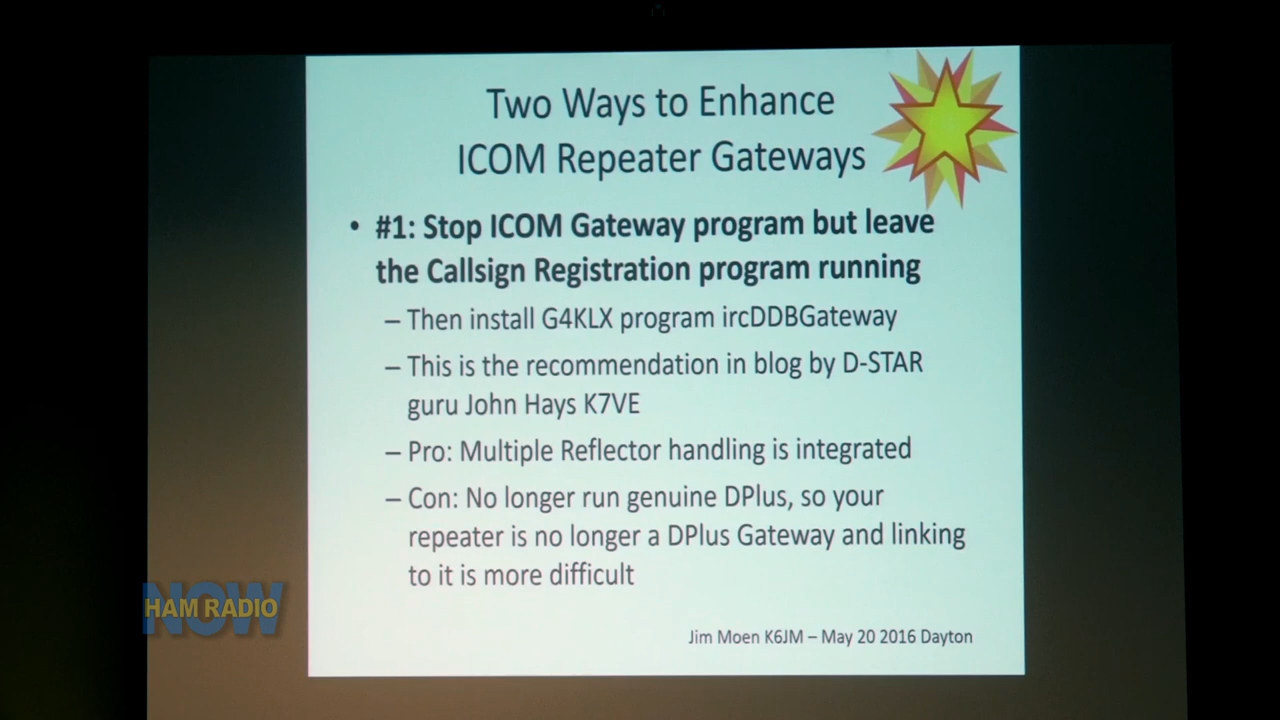 Two Ways to Enhance
ICOM Repeater Gateways
• #1: Stop ICOM Gateway program but leave
the Callsign Registration program running
– Then install G4KLX program ircDDBGateway
– This is the recommendation in blog by D-STAR
guru John Hays K7VE
– Pro: Multiple Reflector handling is integrated
– Con: No longer run genuine DPlus, so your
repeater is no longer a DPlus Gateway and linking
to it is more difficult
Jim Moen K6JM – May 20 2016 Dayton
HAM RADIO
NOW